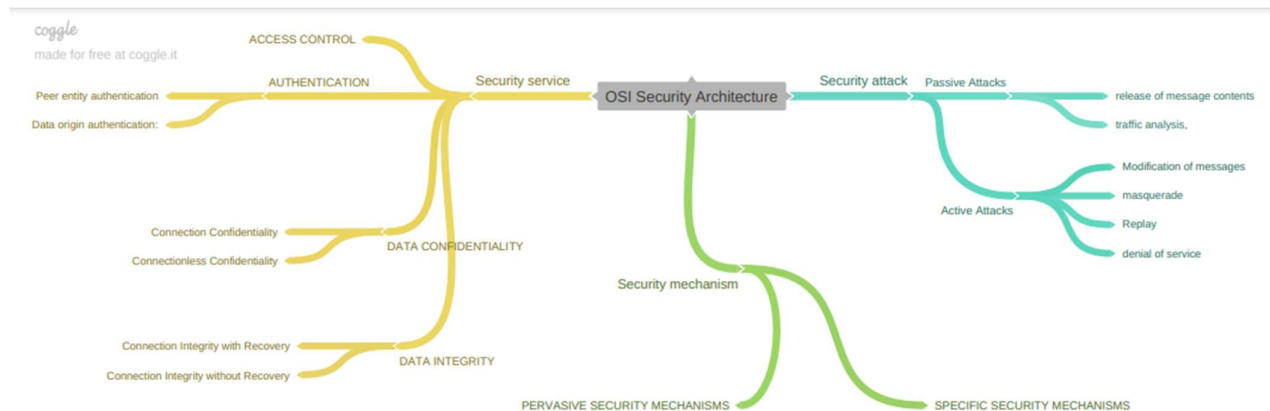 coggle
made for free at coggle.it
ACCESS CONTROL
AUTHENTICATION
Peer entity authentication
Data origin authentication:
Security service
OSI Security Architecture
Security attack
Passive Attacks
release of message contents
traffic analysis,
Modification of messages
masquerade
Active Attacks
Replay
denial of service
Connection Confidentiality
DATA CONFIDENTIALITY
Connectionless Confidentiality
Security mechanism
Connection Integrity with Recovery
DATA INTEGRITY
Connection Integrity without Recovery
PERVASIVE SECURITY MECHANISMS
SPECIFIC SECURITY MECHANISMS